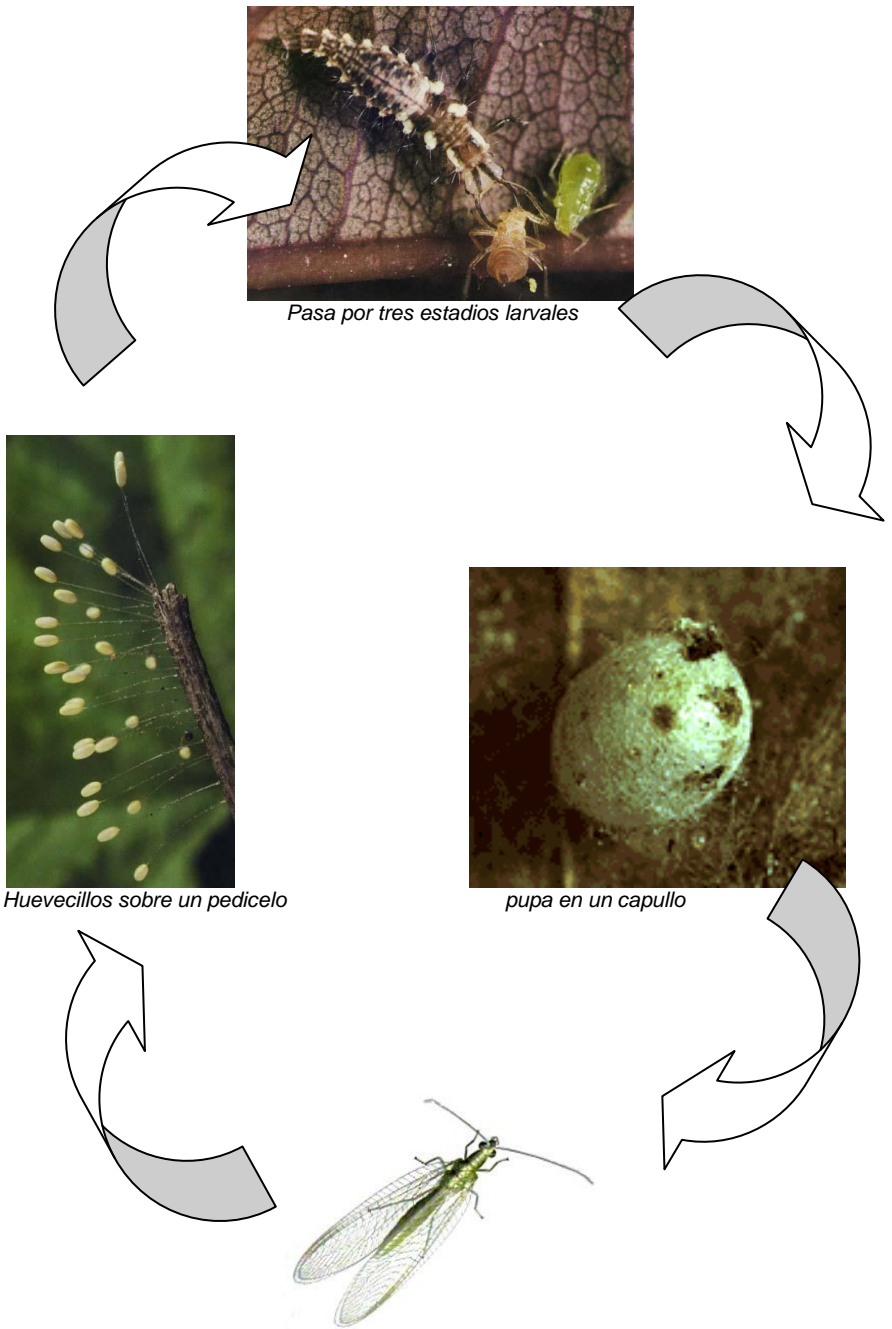 Pasa por tres estadios larvales
Huevecillos sobre un pedicelo
pupa en un capullo